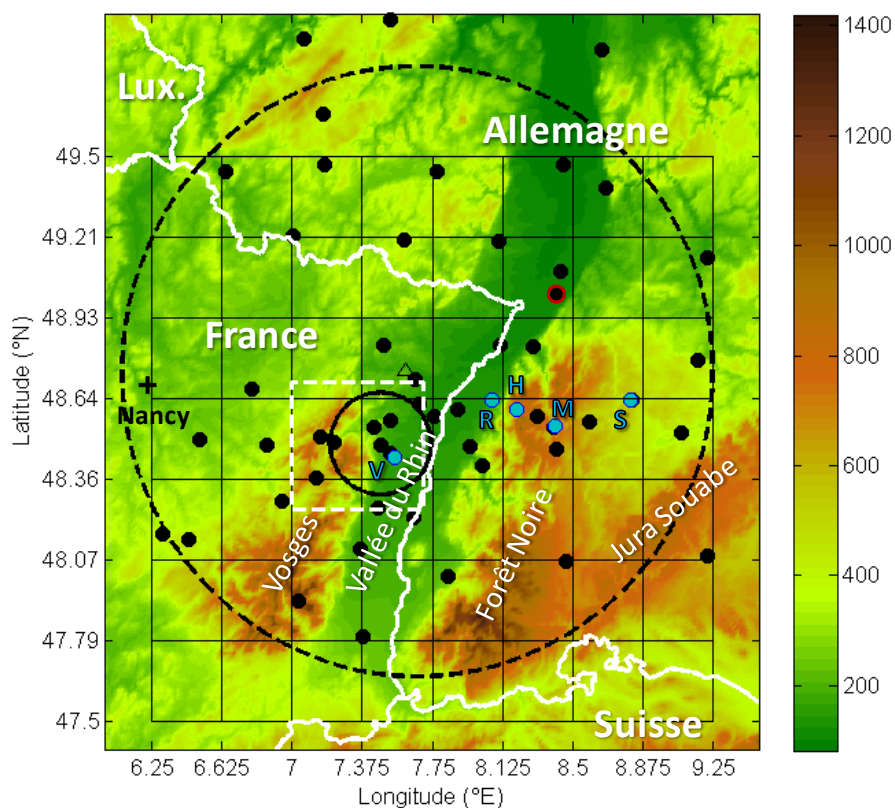 Lux.
Allemagne
France
Nancy
H
R
M
S
V
Vallée du Rhin
Vosges
Forêt Noire
Jura Souabe
Suisse
49.5
49.21
48.93
48.64
48.36
48.07
47.79
47.5
Latitude (°N)
6.25 6.625 7 7.375 7.75 8.125 8.5 8.875 9.25
Longitude (°E)
1400
1200
1000
800
600
400
200